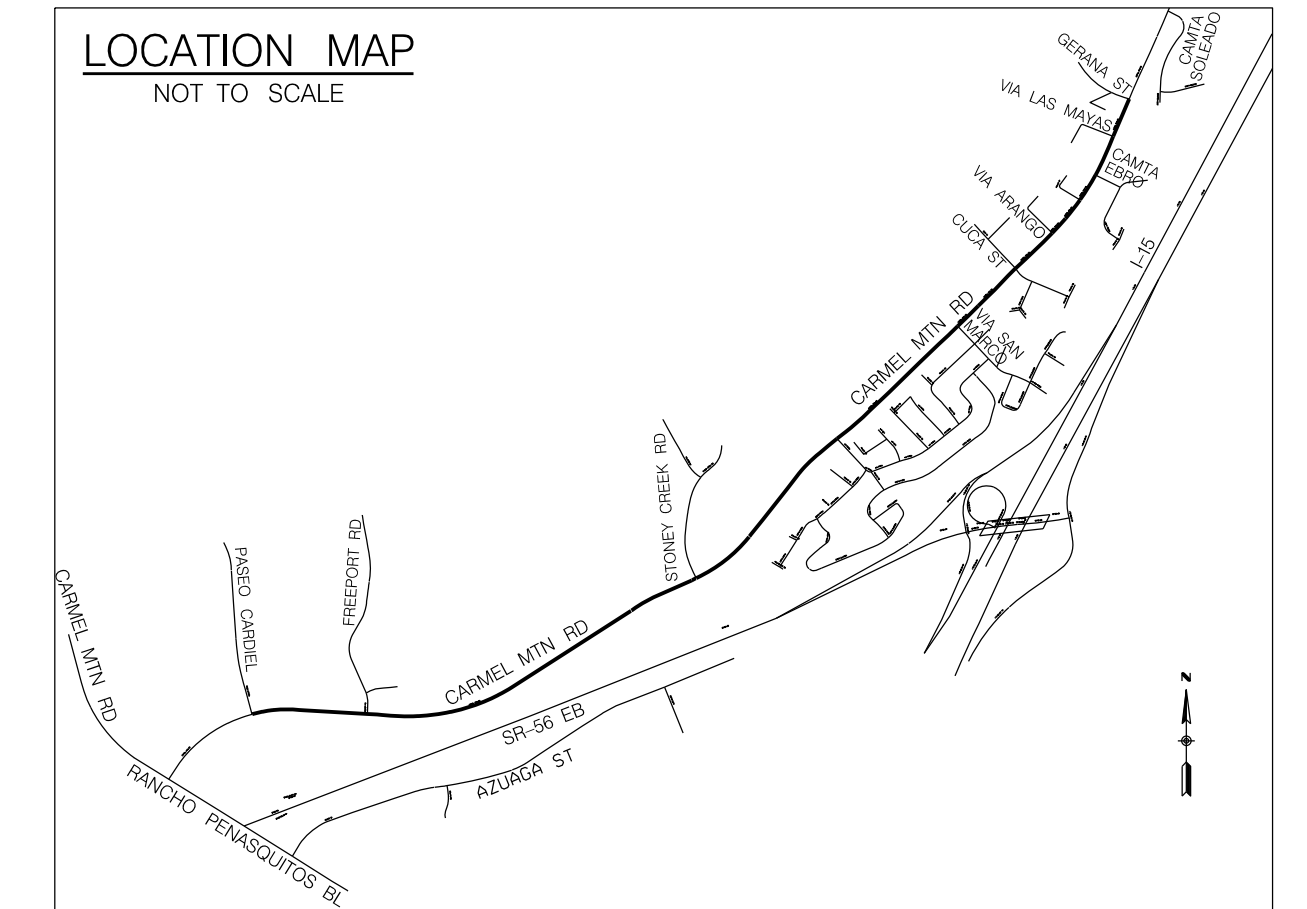 LOCATION MAP
NOT TO SCALE
CAMTA
SOLEADO
GERANA ST
VIA LAS MAYAS
CAMTA
EBRO
VIA ARANGO
CUCA ST
I-15
CARMEL MTN RD
VIA SAN
MARCO
STONEY CREEK RD
FREEPORT RD
PASEO CARDIEL
CARMEL MTN RD
CARMEL MTN RD
SR-56 EB
AZUAGA ST
RANCHO PENASQUITOS BL
N